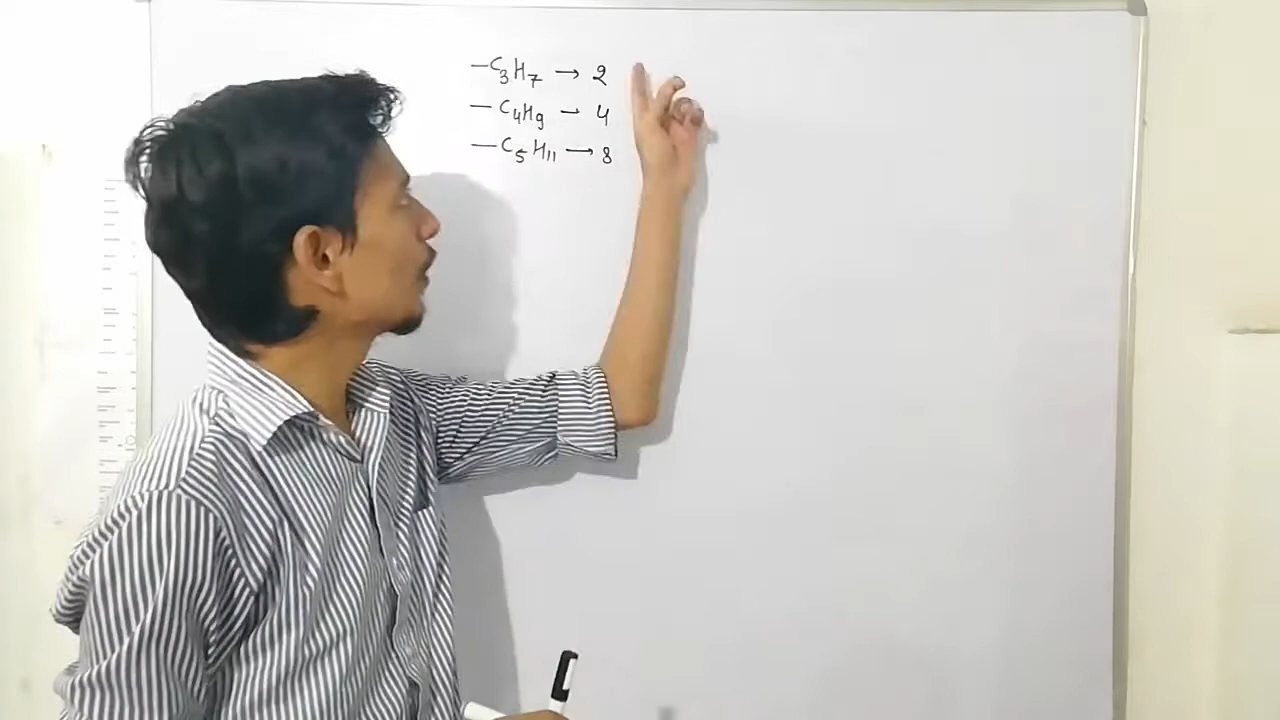 —C₃H₇ → 2
—C₄H₉ → 4
—C₅H₁₁ → 8